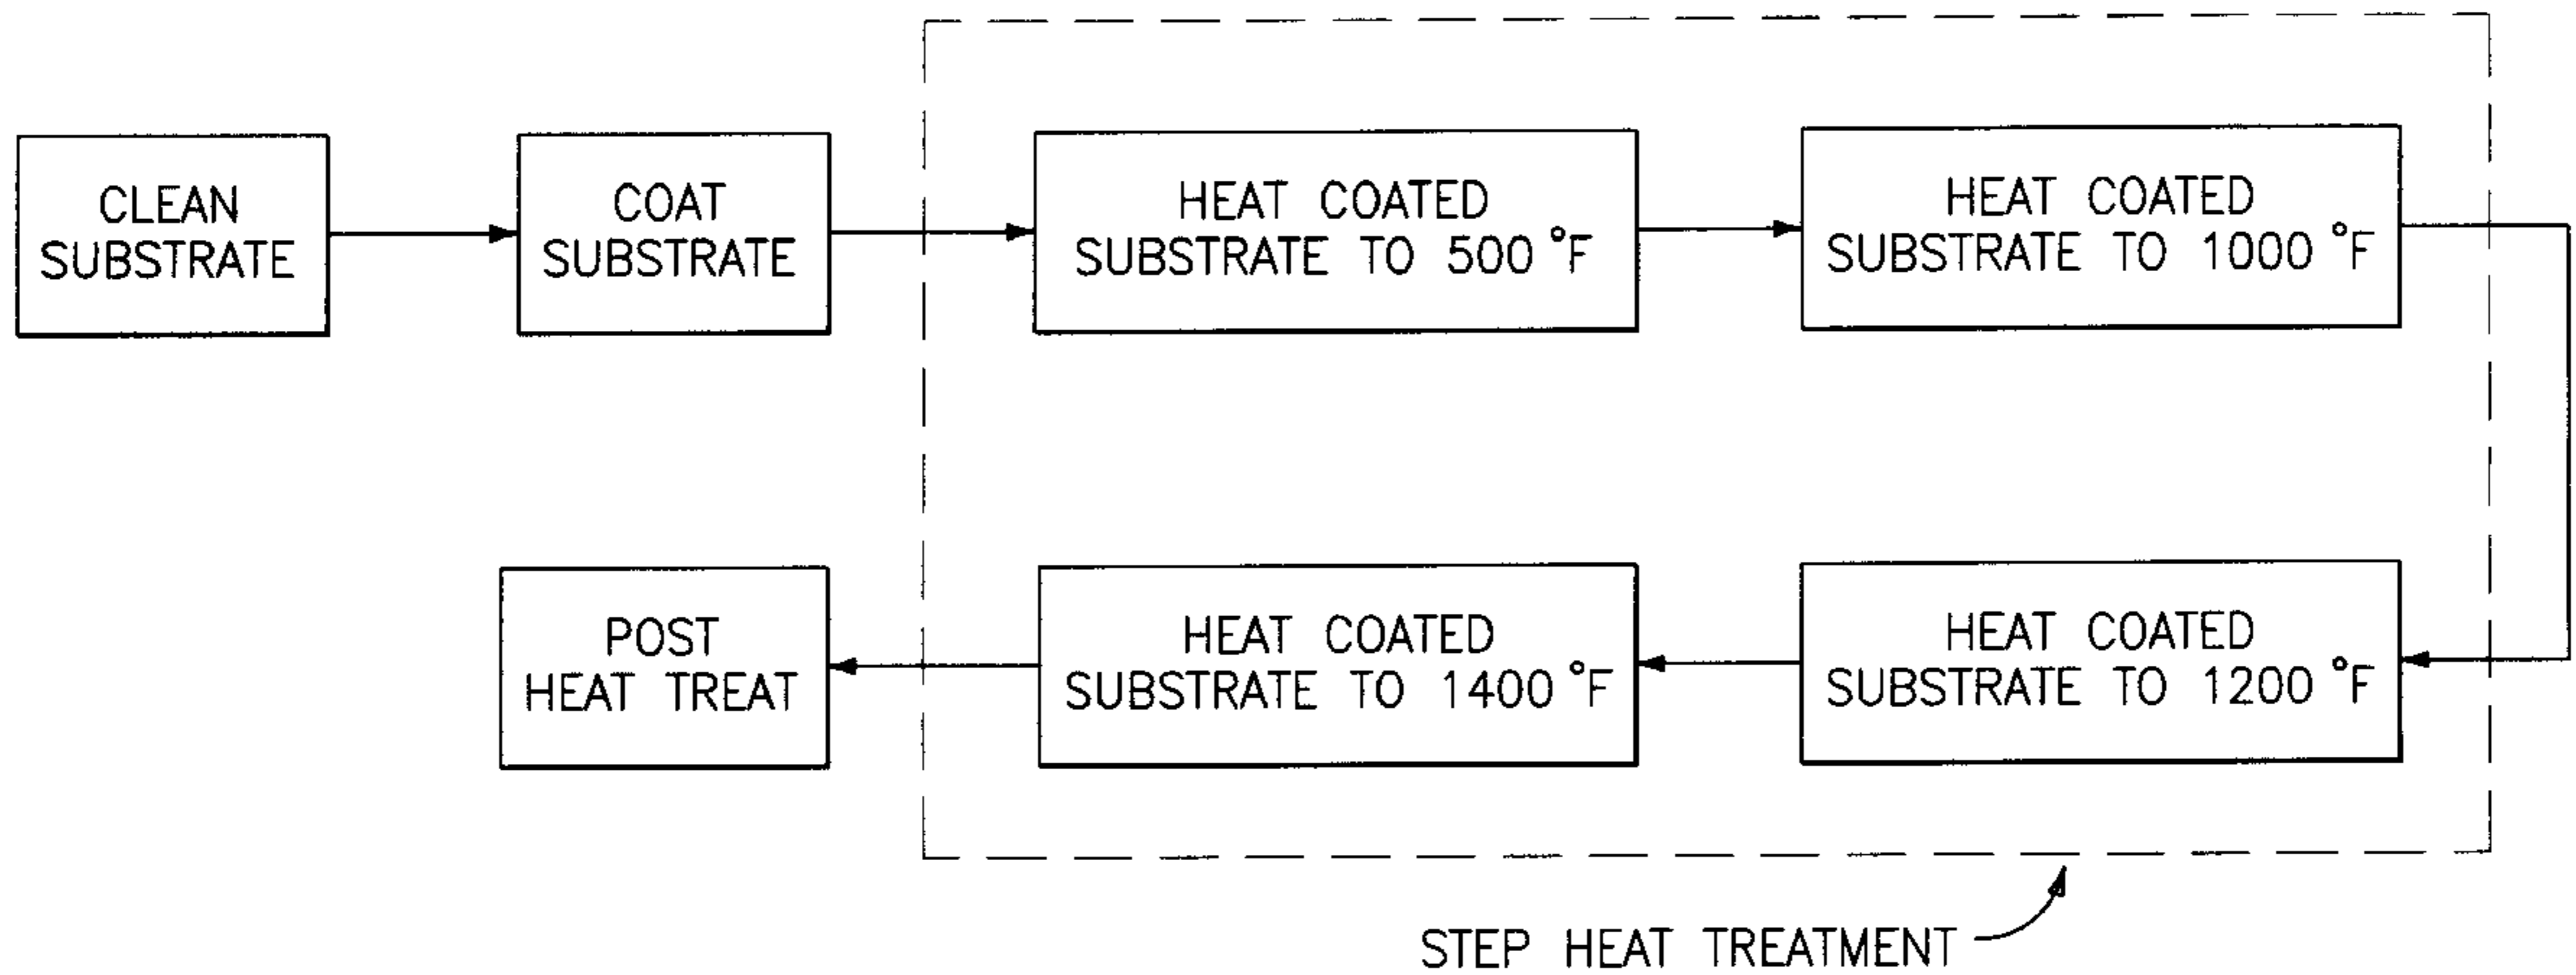 CLEAN
SUBSTRATE
COAT
SUBSTRATE
HEAT COATED
SUBSTRATE TO 500 °F
HEAT COATED
SUBSTRATE TO 1000 °F
HEAT COATED
SUBSTRATE TO 1200 °F
HEAT COATED
SUBSTRATE TO 1400 °F
POST
HEAT TREAT
STEP HEAT TREATMENT